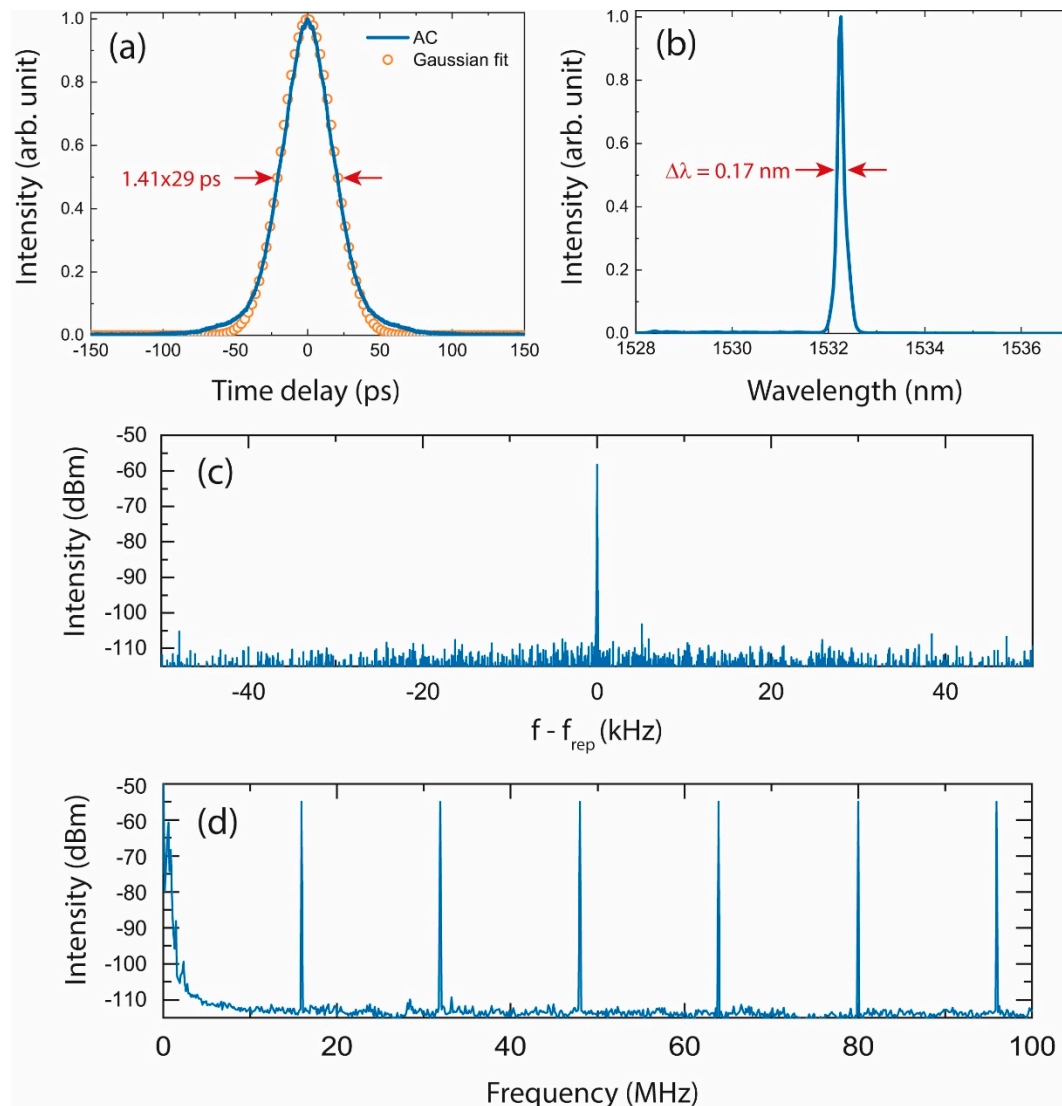 (a)
AC
Gaussian fit
1.41x29 ps
Intensity (arb. unit)
1.0
0.8
0.6
0.4
0.2
0.0
-150 -100 -50 0 50 100 150
Time delay (ps)
(b)
Δλ = 0.17 nm
Intensity (arb. unit)
1.0
0.8
0.6
0.4
0.2
0.0
1528 1530 1532 1534 1536
Wavelength (nm)
(c)
Intensity (dBm)
-50
-60
-70
-80
-90
-100
-110
-40 -20 0 20 40
f - frep (kHz)
(d)
Intensity (dBm)
-50
-60
-70
-80
-90
-100
-110
0 20 40 60 80 100
Frequency (MHz)